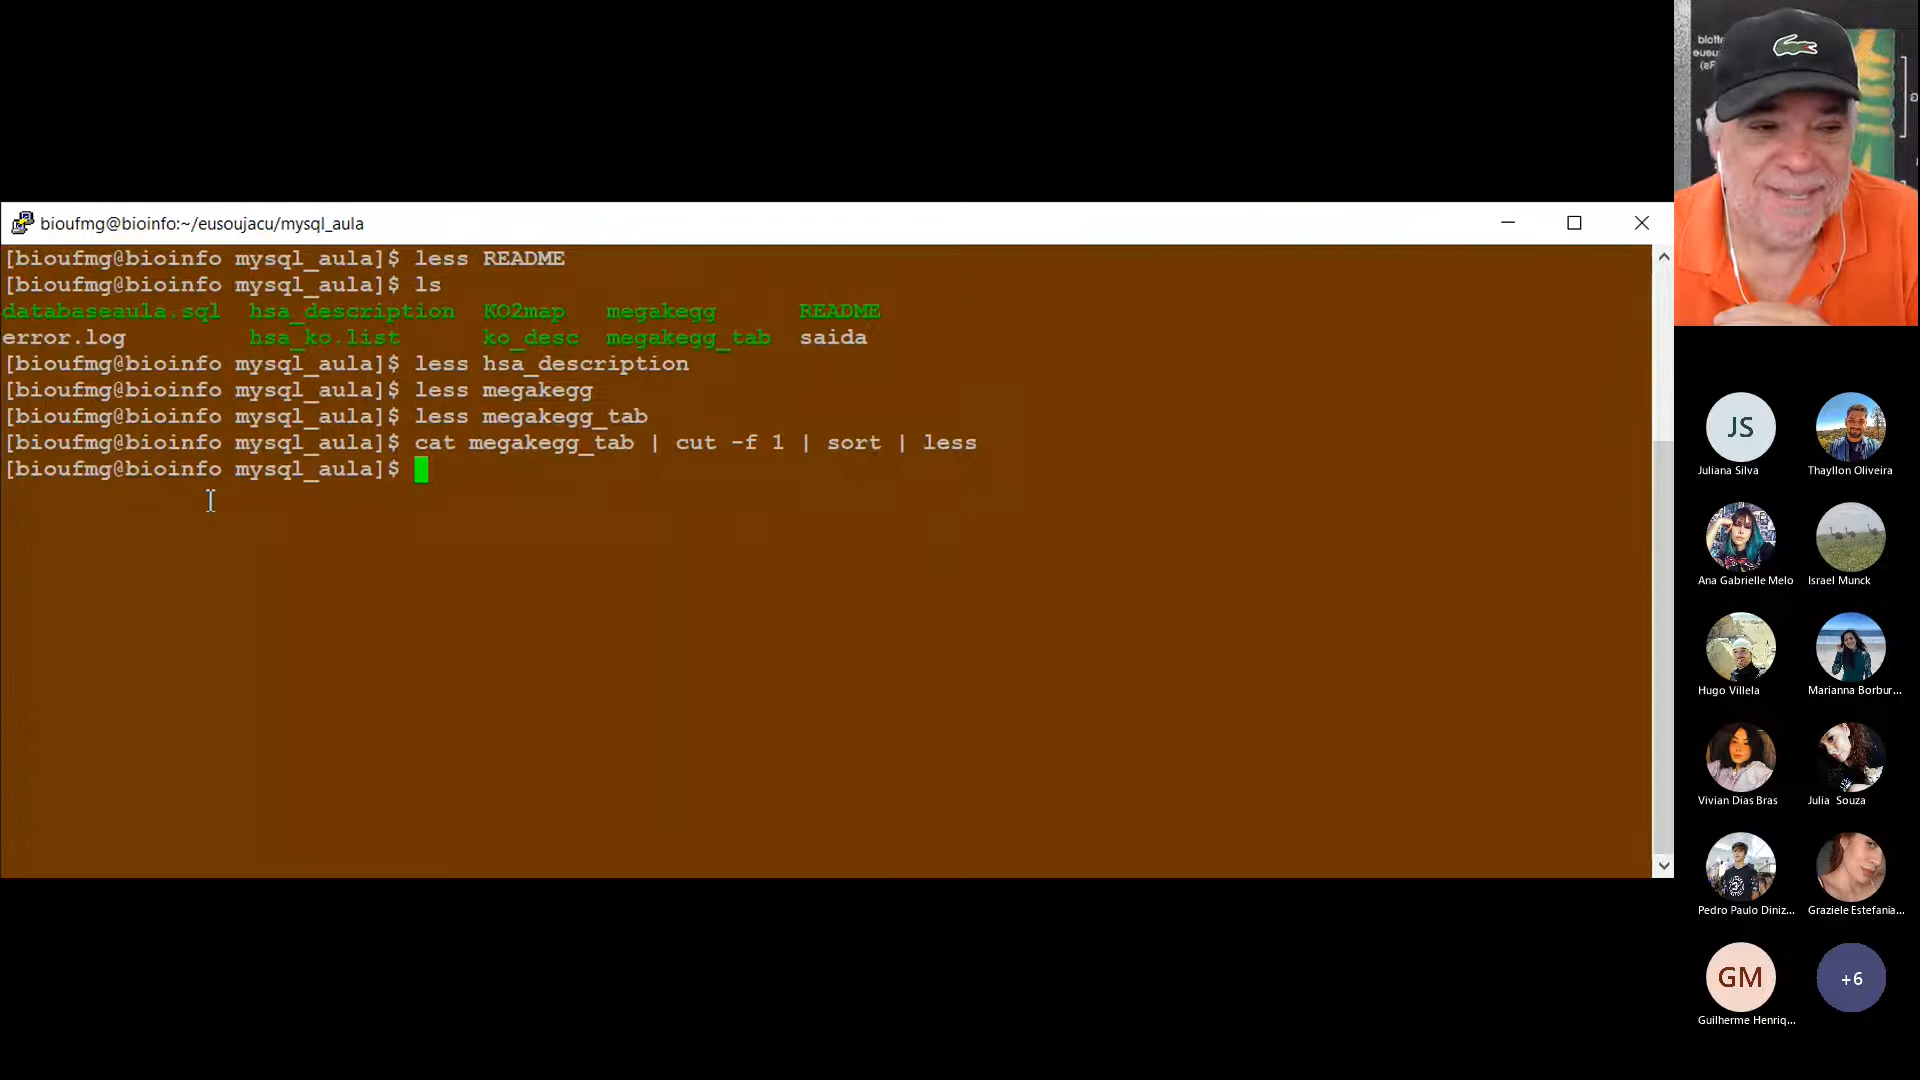 bioufmg@bioinfo:~/eusoujacu/mysql_aula
[bioufmg@bioinfo mysql_aula]$ less README
[bioufmg@bioinfo mysql_aula]$ ls
databaseaula.sql hsa_description KO2map megakegg README
error.log hsa_ko.list ko_desc megakegg_tab saida
[bioufmg@bioinfo mysql_aula]$ less hsa_description
[bioufmg@bioinfo mysql_aula]$ less megakegg
[bioufmg@bioinfo mysql_aula]$ less megakegg_tab
[bioufmg@bioinfo mysql_aula]$ cat megakegg_tab | cut -f 1 | sort | less
[bioufmg@bioinfo mysql_aula]$
JS
Juliana Silva
Thayllon Oliveira
Ana Gabrielle Melo
Israel Munck
Hugo Villela
Marianna Borbur...
Vivian Dias Bras
Julia Souza
Pedro Paulo Diniz...
Graziele Estefania...
GM
Guilherme Henriq...
+6